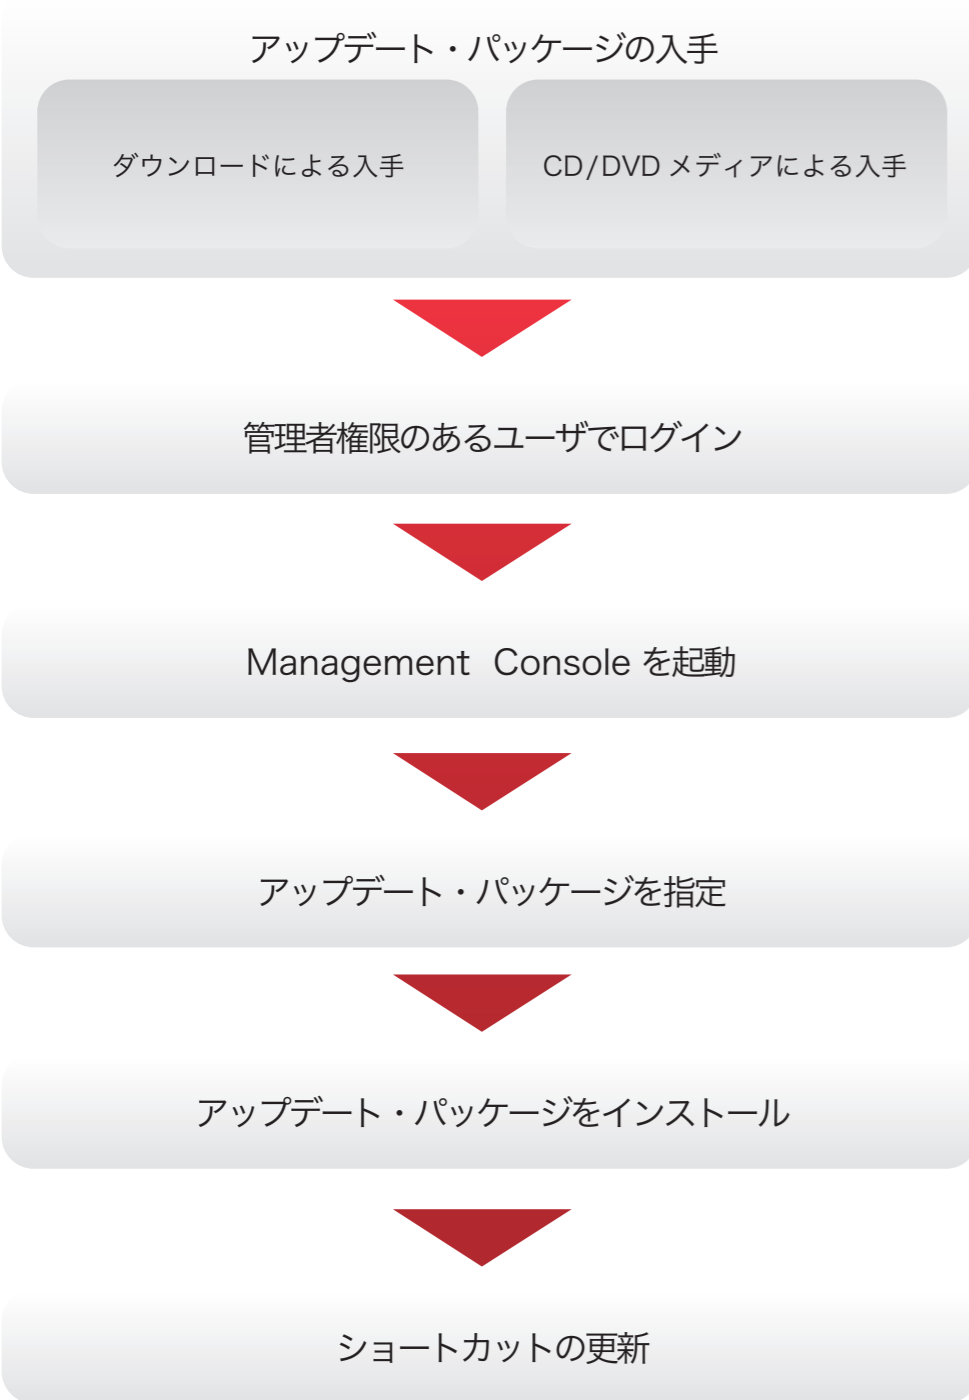 アップデート・パッケージの入手
ダウンロードによる入手
CD/DVD メディアによる入手
管理者権限のあるユーザでログイン
Management Console を起動
アップデート・パッケージを指定
アップデート・パッケージをインストール
ショートカットの更新